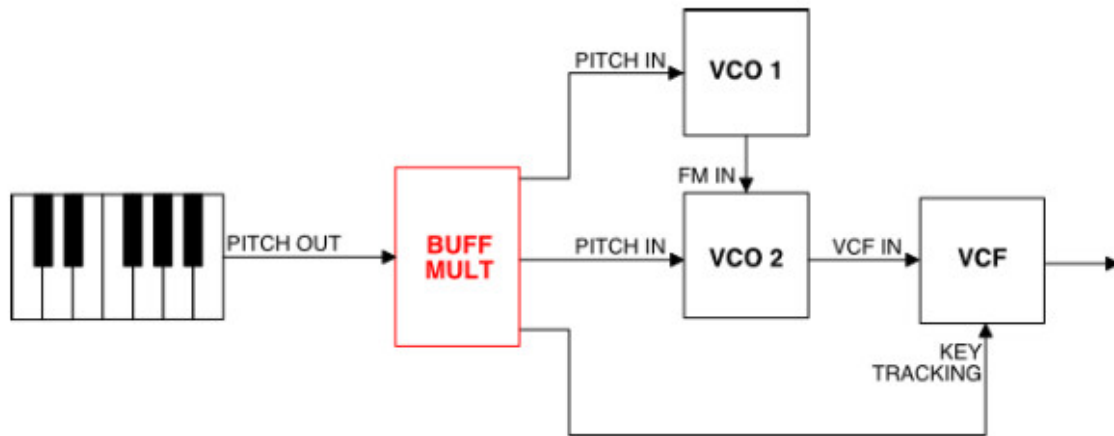 PITCH IN
VCO 1
FM IN
PITCH OUT
BUFF
MULT
PITCH IN
VCO 2
VCF IN
VCF
KEY
TRACKING